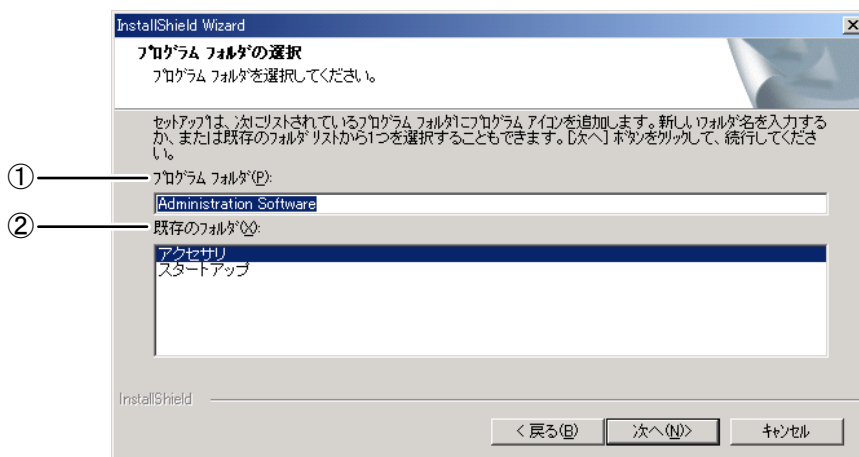 InstallShield Wizard
プログラム フォルダの選択
プログラム フォルダを選択してください。
セットアップは、次にリストされているプログラム フォルダにプログラム アイコンを追加します。新しいフォルダ名を入力する
か、または既存のフォルダ リストから1つを選択することもできます。[次へ] ボタンをクリックして、続行してくださ
い。
① プログラム フォルダ(P):
Administration Software
② 既存のフォルダ(X):
アクセサリ
スタートアップ
InstallShield
< 戻る(B) 次へ(N)> キャンセル